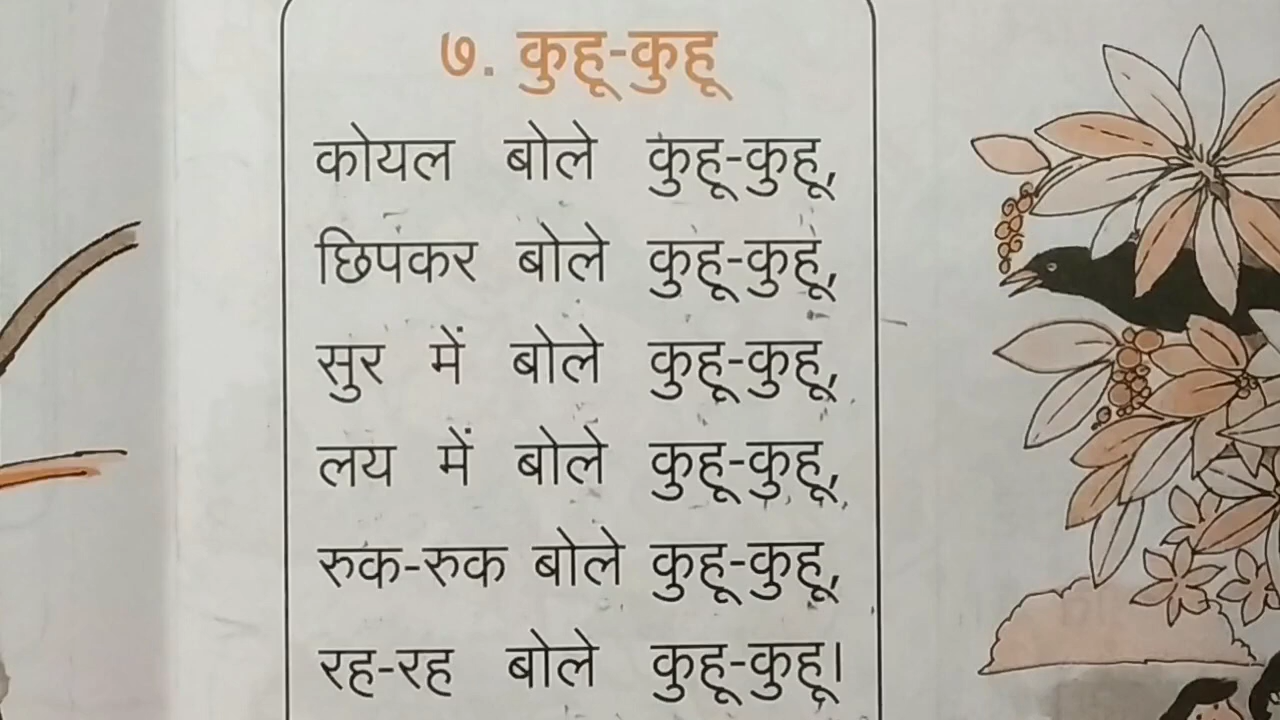 ७. कुहू-कुहू
कोयल बोले कुहू-कुहू,
छिपकर बोले कुहू-कुहू,
सुर में बोले कुहू-कुहू,
लय में बोले कुहू-कुहू,
रुक-रुक बोले कुहू-कुहू,
रह-रह बोले कुहू-कुहू।